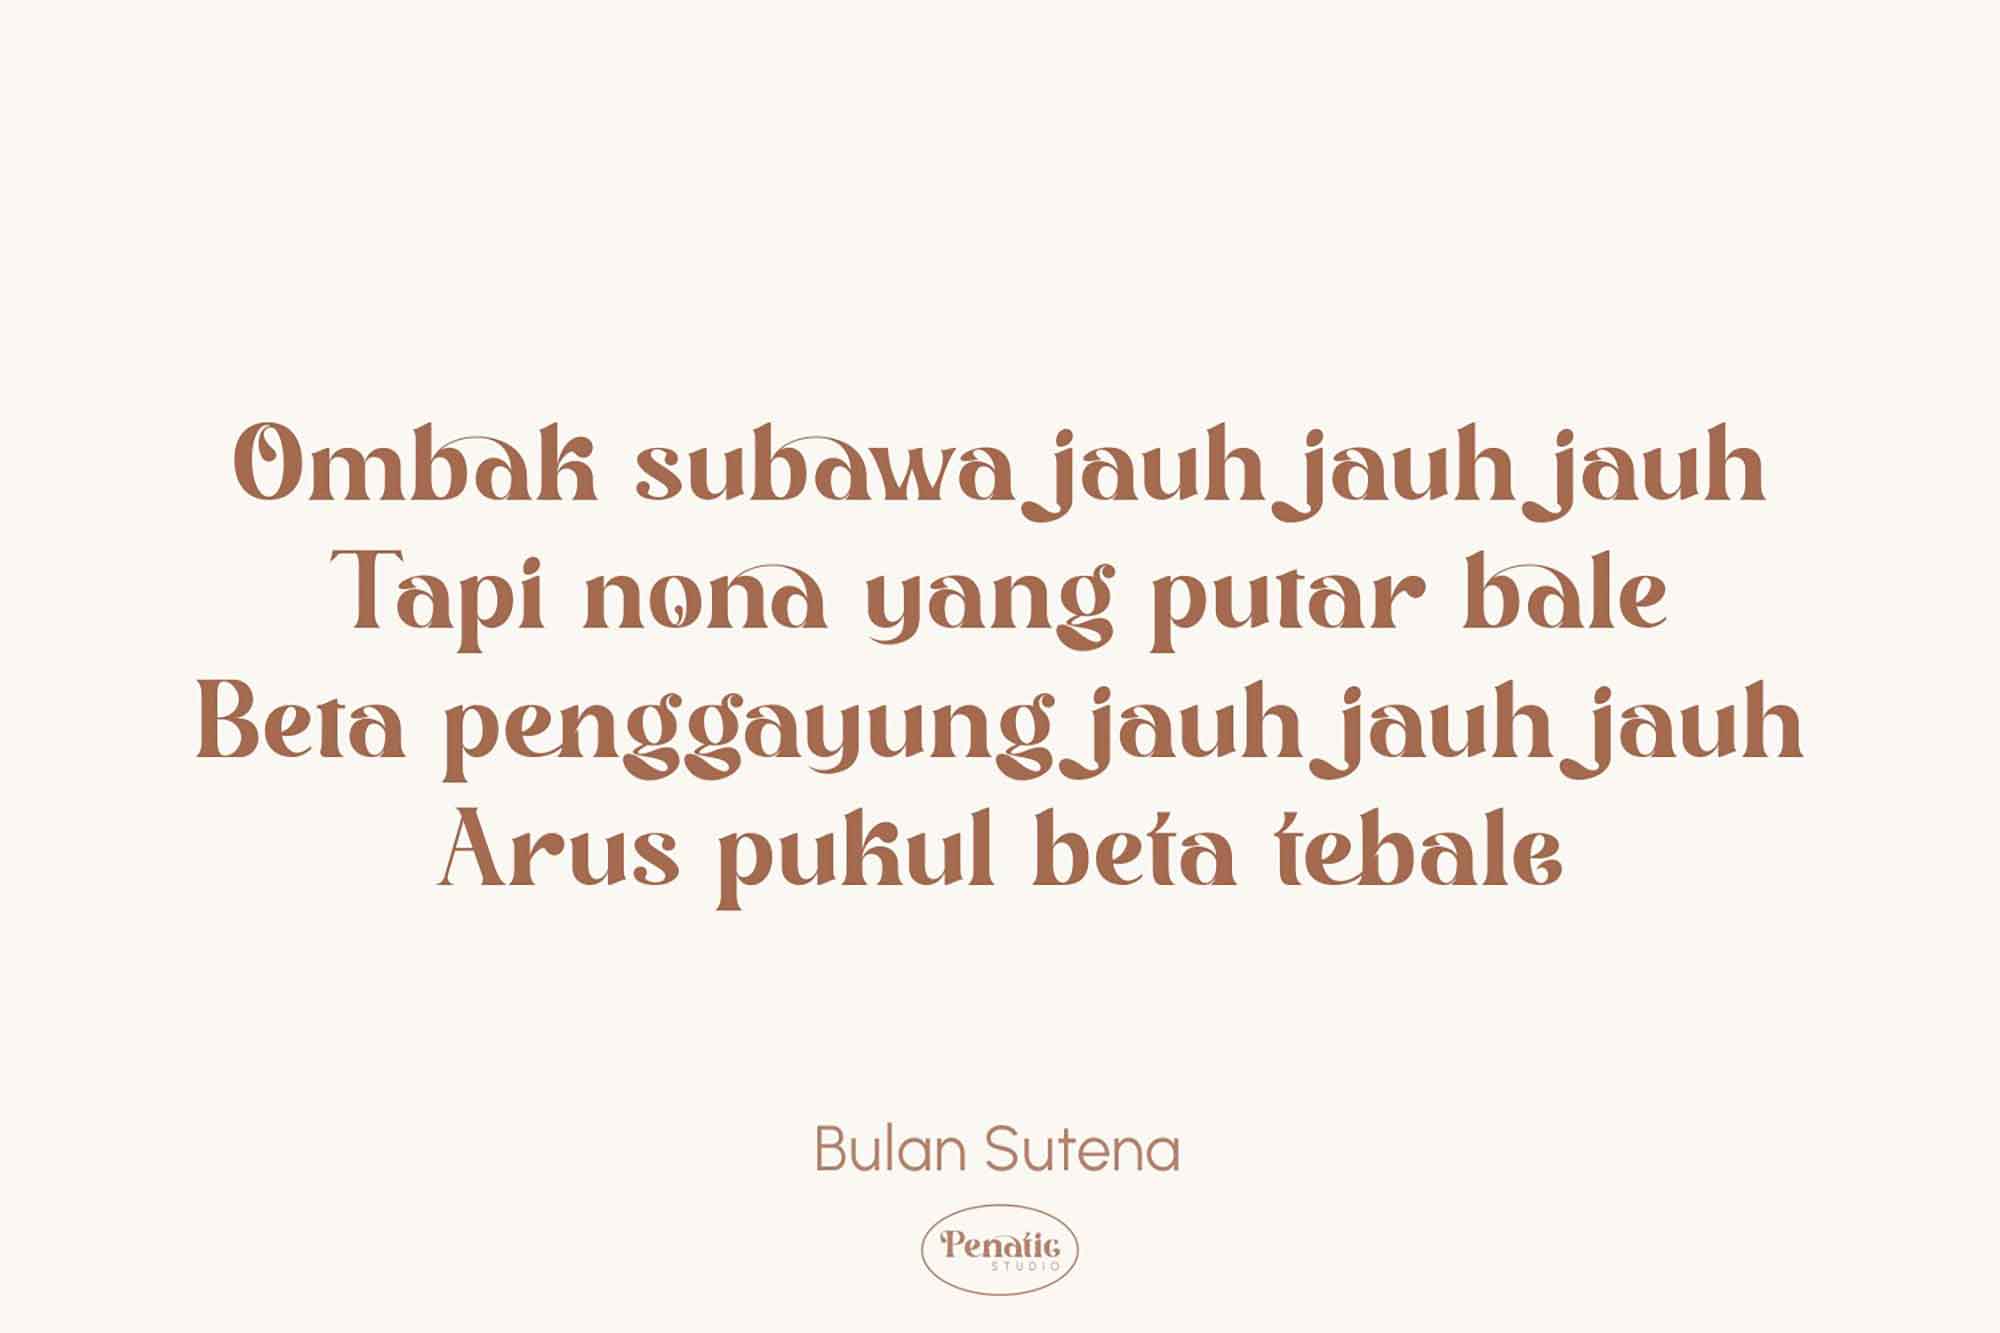 Ombak subawa jauh jauh jauh
Tapi nona yang putar bale
Beta penggayung jauh jauh jauh
Arus pukul beta tebale
Bulan Sutena
Penatic
STUDIO